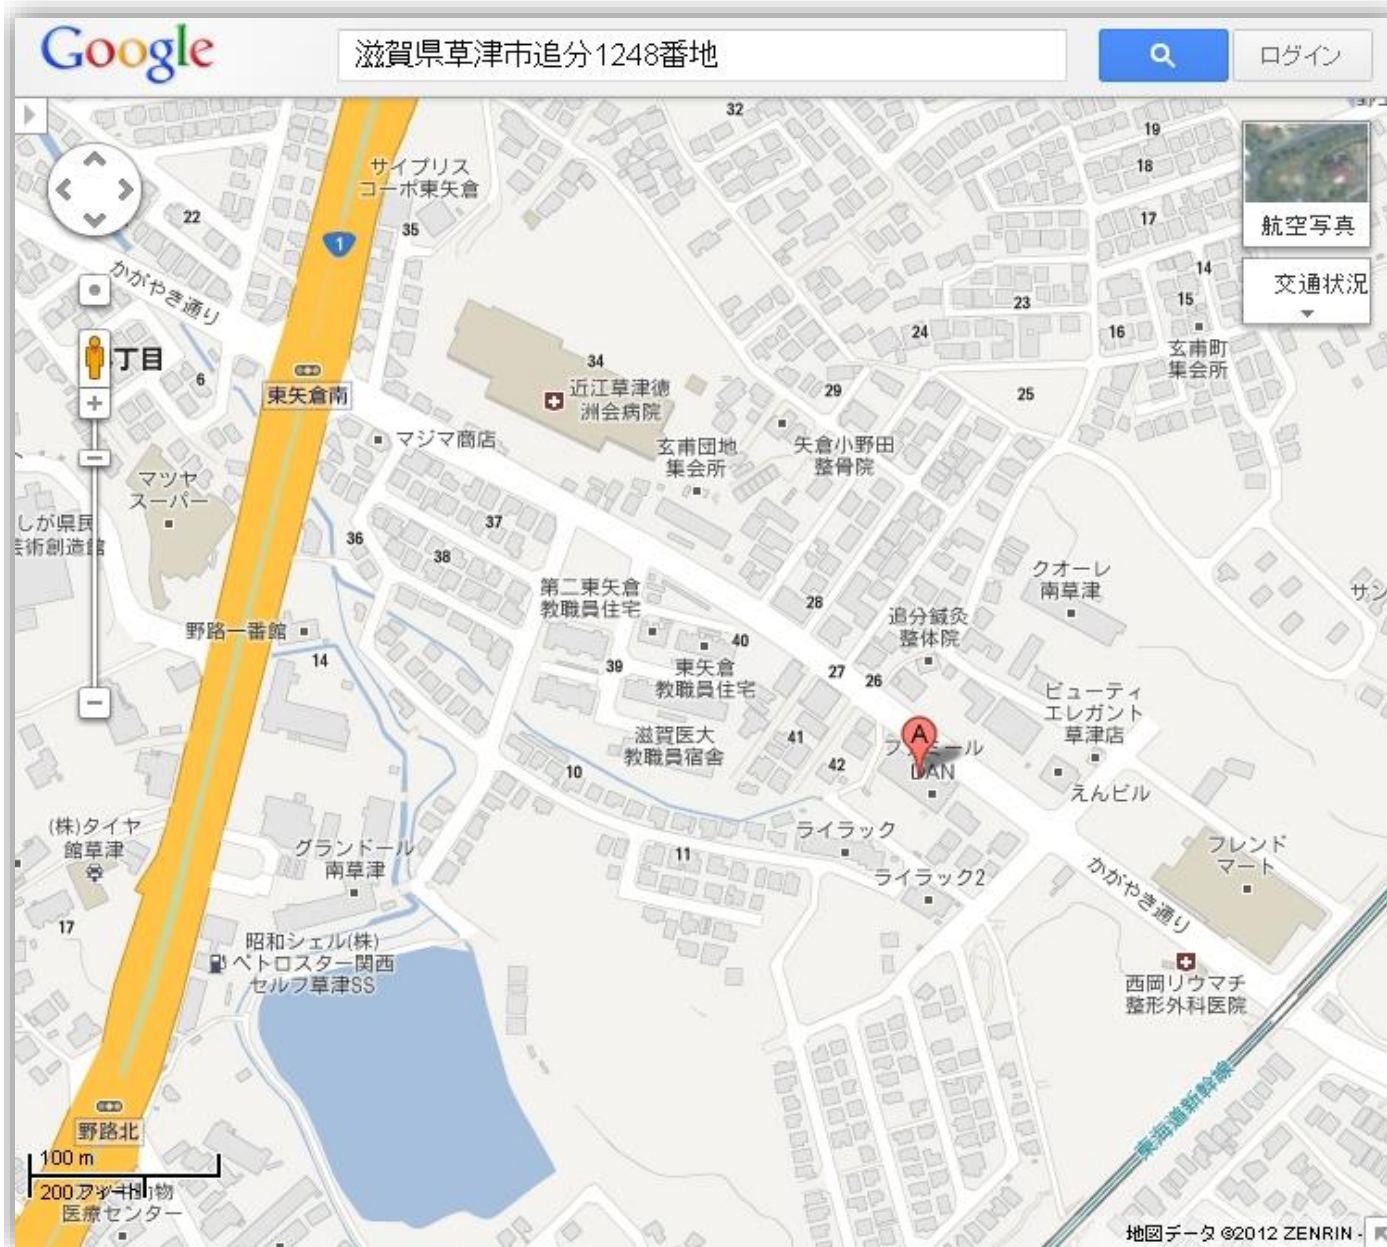 Google
滋賀県草津市追分1248番地
ログイン
32
19
18
17
航空写真
サイプリス
コーポ東矢倉
22
35
1
かがやき通り
14
15
交通状況
23
24
16
玄甫町
集会所
丁目
6
東矢倉南
34
近江草津徳
洲会病院
29
25
マジマ商店
玄甫団地
集会所
矢倉小野田
整骨院
マツヤ
スーパー
しが県民
芸術創造館
37
36
38
クオーレ
南草津
サン
第二東矢倉
教職員住宅
28
追分鍼灸
整体院
野路一番館
14
40
39
東矢倉
教職員住宅
27
26
ビューティ
エレガント
草津店
滋賀医大
教職員宿舎
41
42
A
DAN
10
えんビル
(株)タイヤ
館草津
グランドール
南草津
ライラック
11
ライラック2
フレンド
マート
かがやき通り
17
昭和シェル(株)
ペトロスター関西
セルフ草津SS
西岡リウマチ
整形外科医院
東海道新幹線
野路北
100 m
医療センター
地図データ ©2012 ZENRIN -